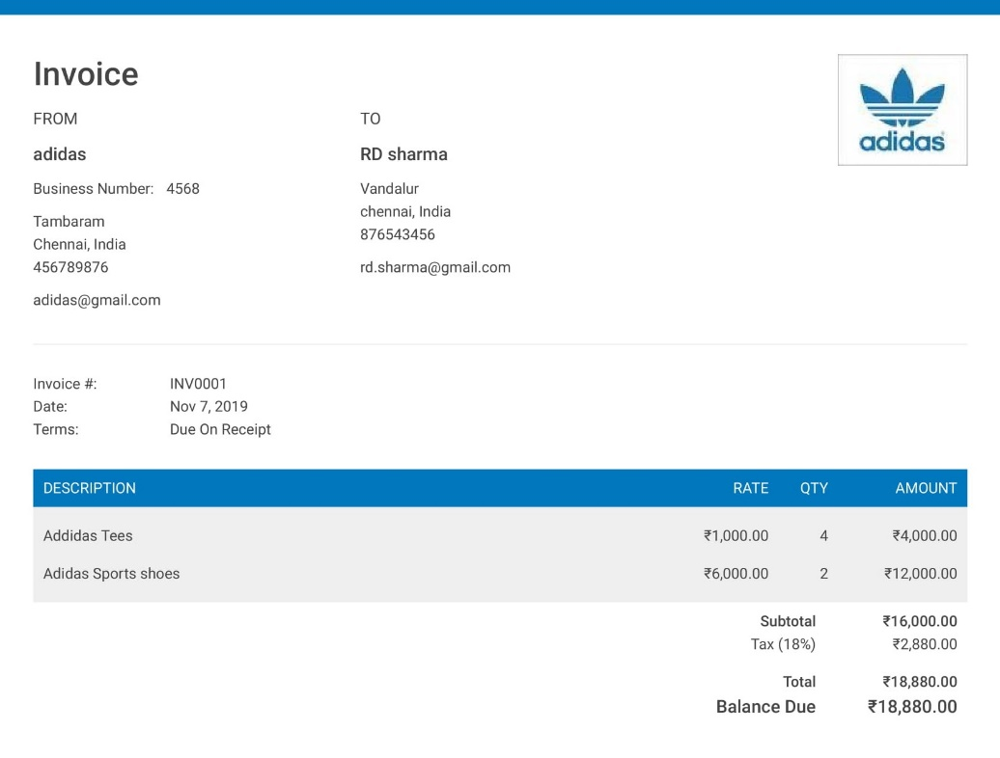 Invoice
FROM
adidas
Business Number: 4568
Tambaram
Chennai, India
456789876
adidas@gmail.com
TO
RD sharma
Vandalur
chennai, India
876543456
rd.sharma@gmail.com
adidas
Invoice #: INV0001
Date: Nov 7, 2019
Terms: Due On Receipt
DESCRIPTION RATE QTY AMOUNT
Addidas Tees ₹1,000.00 4 ₹4,000.00
Adidas Sports shoes ₹6,000.00 2 ₹12,000.00
Subtotal ₹16,000.00
Tax (18%) ₹2,880.00
Total ₹18,880.00
Balance Due ₹18,880.00